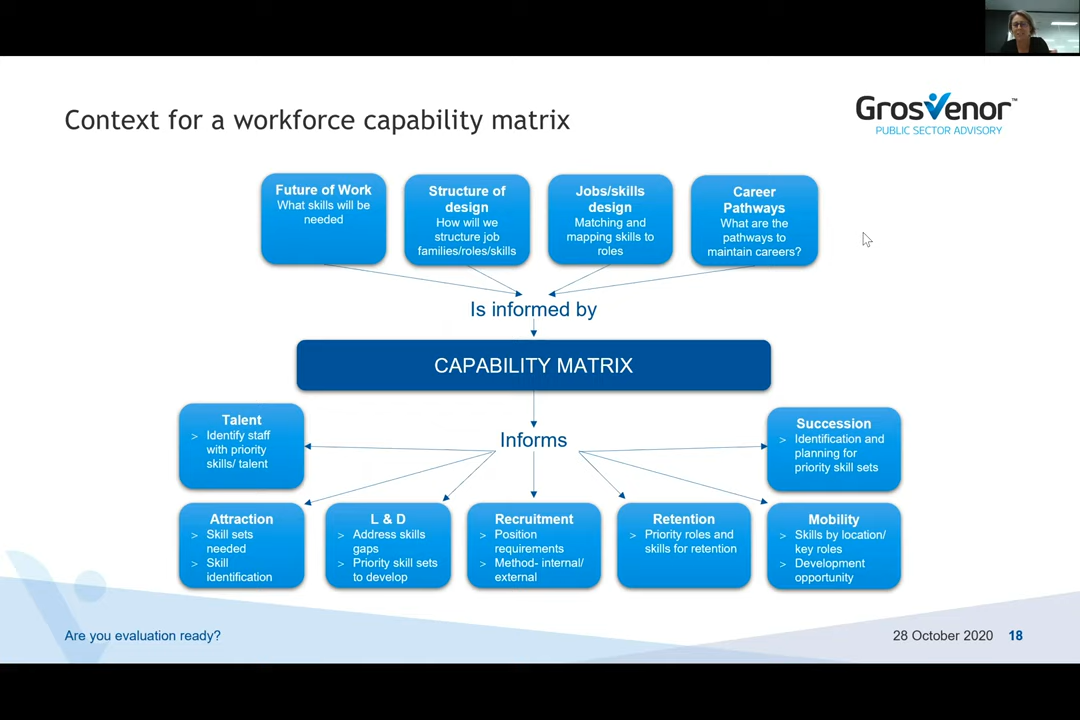 Context for a workforce capability matrix
Grosvenor™
PUBLIC SECTOR ADVISORY
Future of Work
What skills will be
needed
Structure of
design
How will we
structure job
families/roles/skills
Jobs/skills
design
Matching and
mapping skills to
roles
Career
Pathways
What are the
pathways to
maintain careers?
Is informed by
CAPABILITY MATRIX
Informs
Talent
> Identify staff
with priority
skills/ talent
Succession
> Identification and
planning for
priority skill sets
Attraction
> Skill sets
needed
> Skill
identification
L & D
> Address skills
gaps
> Priority skill sets
to develop
Recruitment
> Position
requirements
> Method- internal/
external
Retention
> Priority roles and
skills for retention
Mobility
> Skills by location/
key roles
> Development
opportunity
Are you evaluation ready?
28 October 2020 18